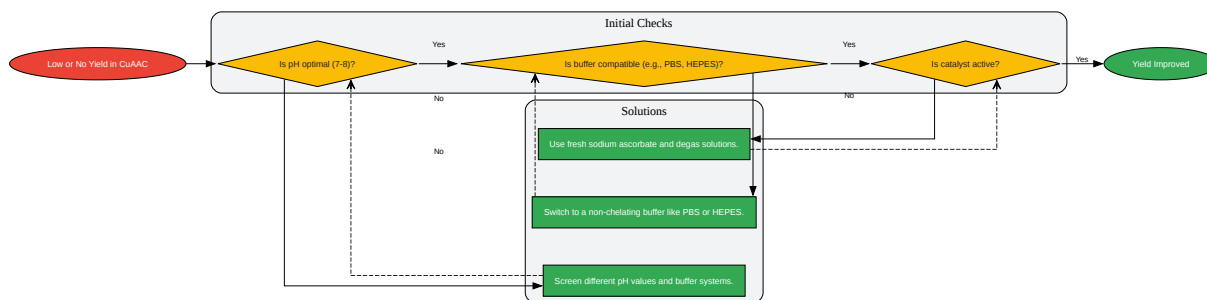 Initial Checks
Low or No Yield in CuAAC
Is pH optimal (7-8)?
Yes
Is buffer compatible (e.g., PBS, HEPES)?
Yes
Is catalyst active?
Yes
Yield Improved
No
No
Solutions
Use fresh sodium ascorbate and degas solutions.
No
Switch to a non-chelating buffer like PBS or HEPES.
Screen different pH values and buffer systems.